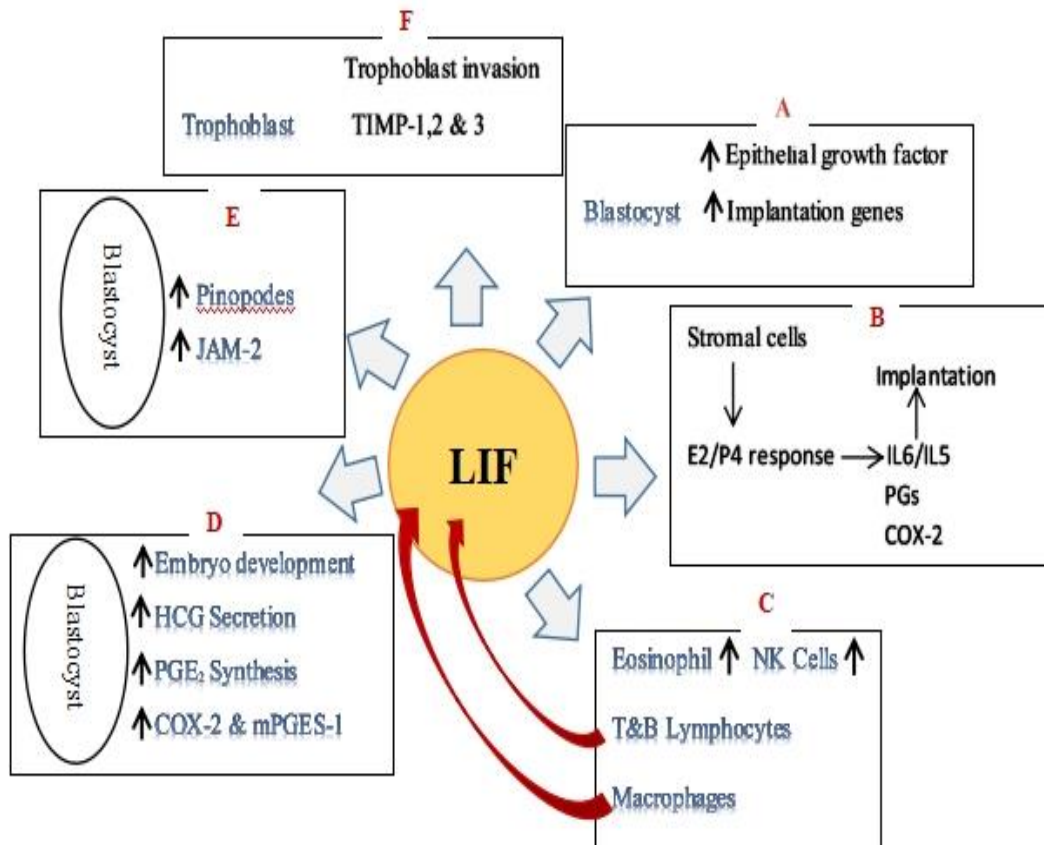 F
Trophoblast invasion
Trophoblast TIMP-1,2 & 3
A
Epithelial growth factor
Blastocyst Implantation genes
E
Blastocyst
Pinopodes
JAM-2
B
Stromal cells
Implantation
E2/P4 response IL6/IL5
PGs
COX-2
LIF
D
Blastocyst
Embryo development
HCG Secretion
PGE₂ Synthesis
COX-2 & mPGES-1
C
Eosinophil NK Cells
T&B Lymphocytes
Macrophages